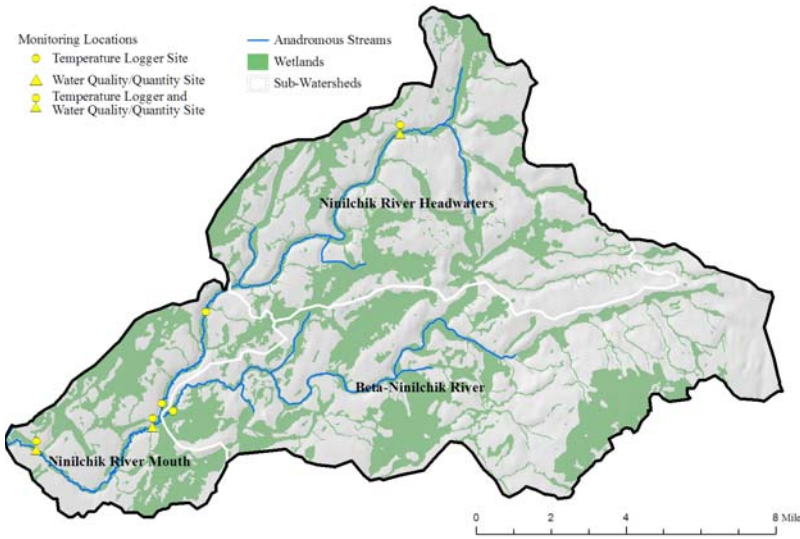 Monitoring Locations
Temperature Logger Site
Water Quality/Quantity Site
Temperature Logger and
Water Quality/Quantity Site
Anadromous Streams
Wetlands
Sub-Watersheds
Ninilchik River Headwaters
Beta-Ninilchik River
Ninilchik River Mouth
0 2 4 8 Mile